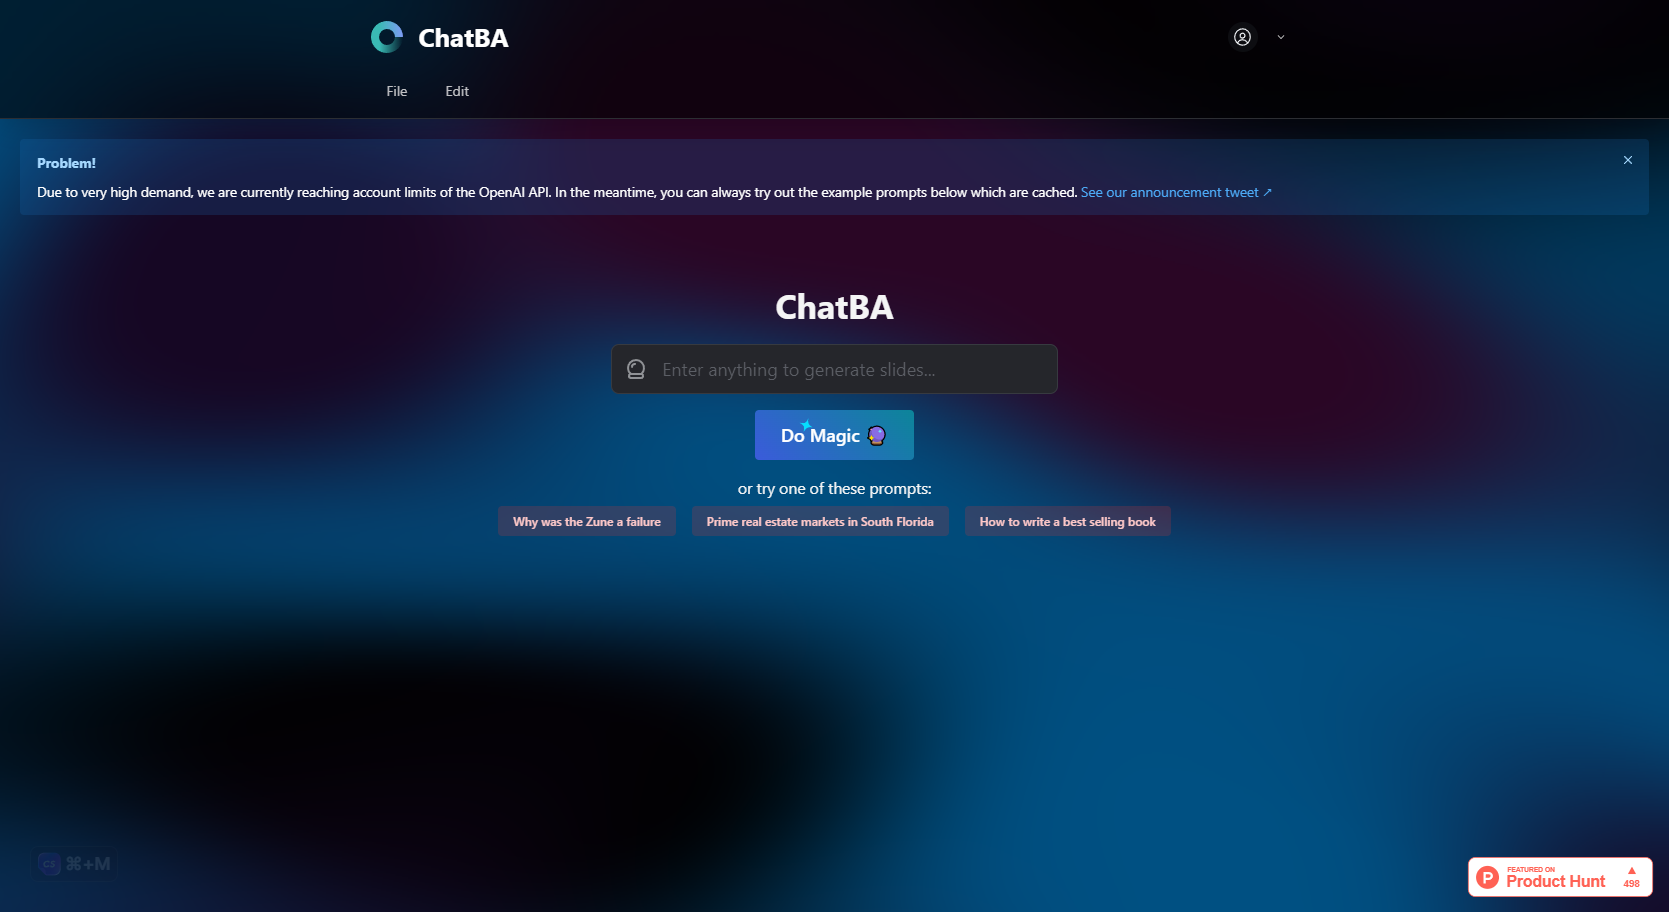 ChatBA
File Edit
Problem!
Due to very high demand, we are currently reaching account limits of the OpenAI API. In the meantime, you can always try out the example prompts below which are cached. See our announcement tweet ↗
ChatBA
Enter anything to generate slides...
Do Magic 🔮
or try one of these prompts:
Why was the Zune a failure
Prime real estate markets in South Florida
How to write a best selling book
CS ⌘+M
P
FEATURED ON
Product Hunt
▲
498